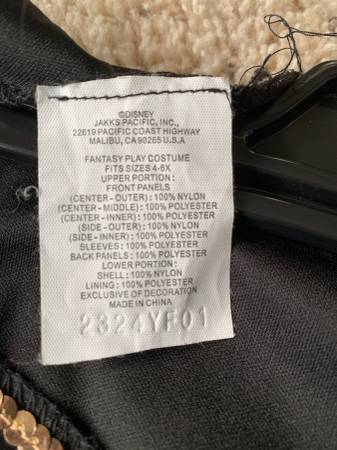 ©DISNEY
JAKKS PACIFIC, INC.
22619 PACIFIC COAST HIGHWAY
MALIBU, CA 90265 U.S.A
FANTASY PLAY COSTUME
FITS SIZES 4-6X
UPPER PORTION:
FRONT PANELS
(CENTER-OUTER): 100% NYLON
(CENTER-MIDDLE): 100% POLYESTER
(CENTER-INNER): 100% POLYESTER
(SIDE-OUTER): 100% NYLON
(SIDE-INNER): 100% POLYESTER
SLEEVES: 100% POLYESTER
BACK PANELS: 100% POLYESTER
LOWER PORTION:
SHELL: 100% NYLON
LINING: 100% POLYESTER
EXCLUSIVE OF DECORATION
MADE IN CHINA
2324YF01